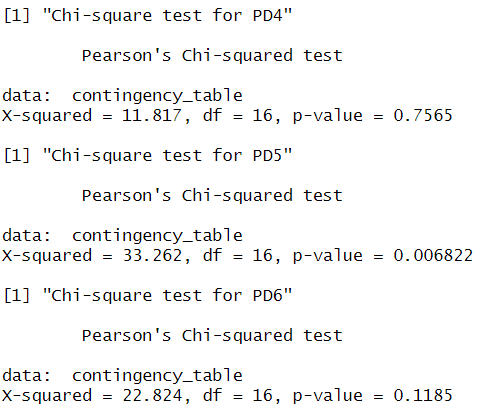 [1] "Chi-square test for PD4"
Pearson's Chi-squared test
data:  contingency_table
X-squared = 11.817, df = 16, p-value = 0.7565
[1] "Chi-square test for PD5"
Pearson's Chi-squared test
data:  contingency_table
X-squared = 33.262, df = 16, p-value = 0.006822
[1] "Chi-square test for PD6"
Pearson's Chi-squared test
data:  contingency_table
X-squared = 22.824, df = 16, p-value = 0.1185